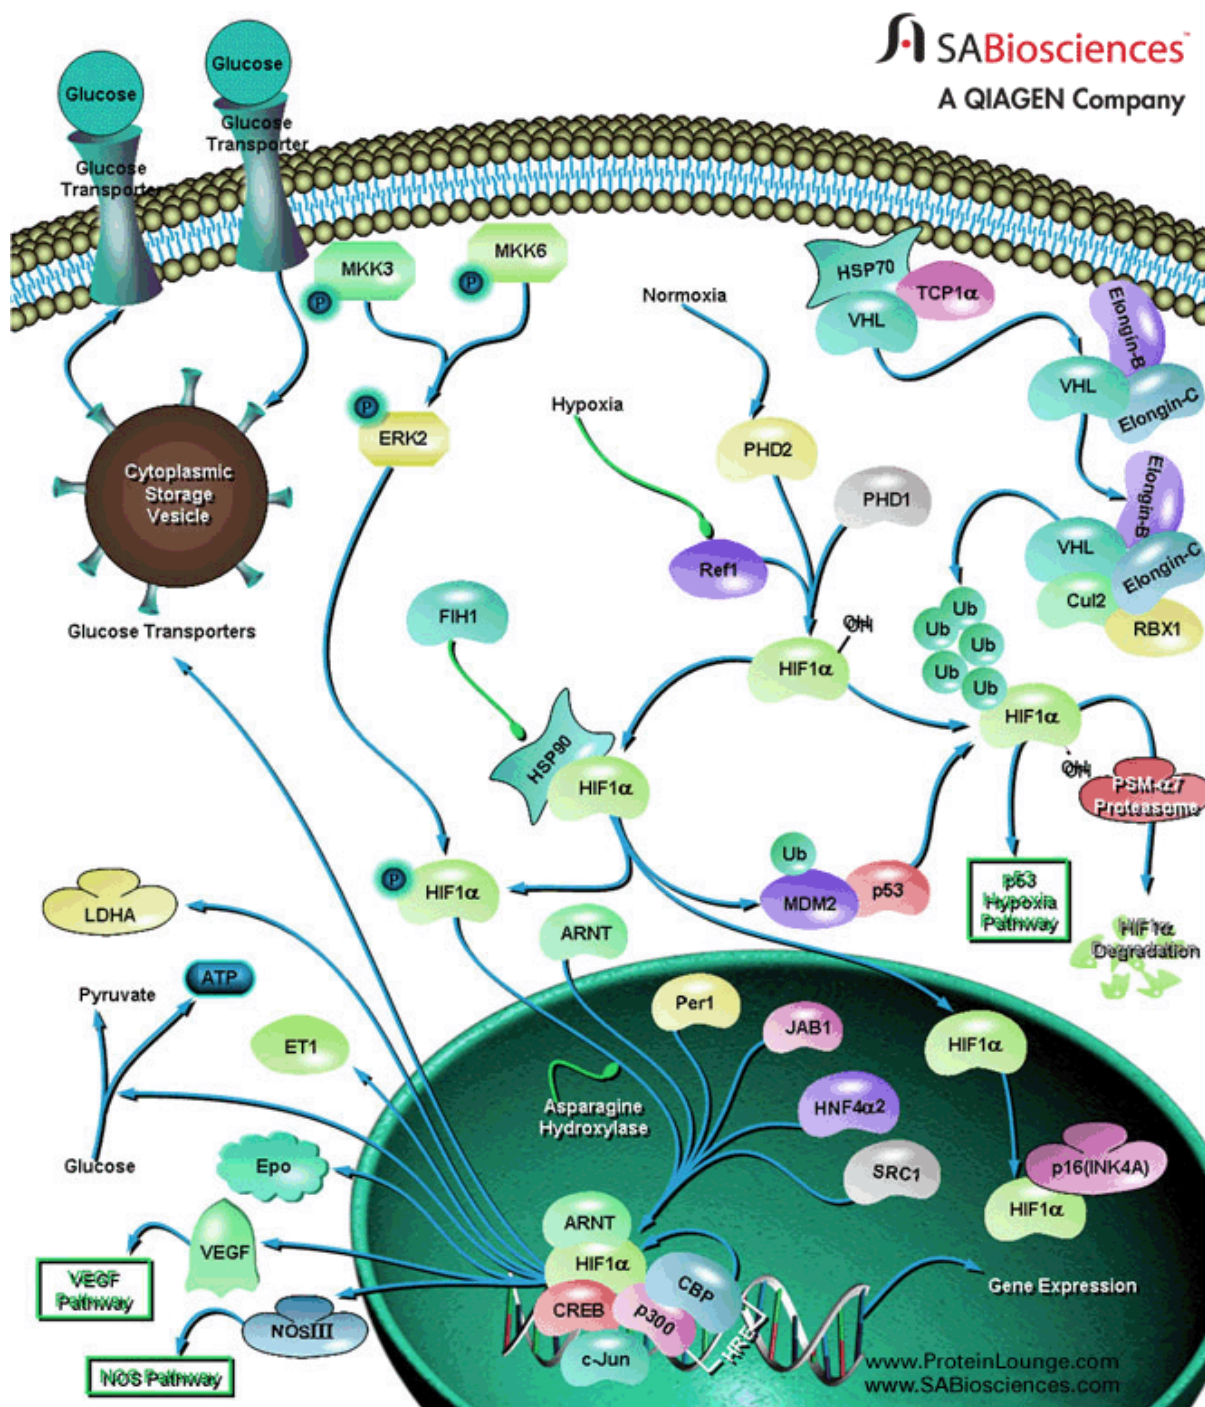 SABiosciences™
A QIAGEN Company
Glucose
Glucose
Glucose
Transporter
Glucose
Transporter
MKK3
P
MKK6
P
Normoxia
HSP70
TCP1α
VHL
Elongin-B
VHL
Elongin-C
Hypoxia
P
ERK2
PHD2
PHD1
Cytoplasmic
Storage
Vesicle
Elongin-B
VHL
Elongin-C
Cul2
RBX1
Ref1
FIH1
Glucose Transporters
OH
HIF1α
Ub
Ub
Ub
Ub
Ub
HIF1α
OH
HSP90
HIF1α
PSM-α7
Proteasome
Ub
MDM2
p53
p53
Hypoxia
Pathway
HIF1α
Degradation
P
HIF1α
LDHA
ARNT
ATP
Pyruvate
Per1
JAB1
HIF1α
ET1
Asparagine
Hydroxylase
HNF4α2
Glucose
Epo
SRC1
p16(INK4A)
HIF1α
ARNT
HIF1α
VEGF
VEGF
Pathway
CBP
CREB
p300
HRE
c-Jun
Gene Expression
NOSIII
NOS Pathway
www.ProteinLounge.com
www.SABiosciences.com